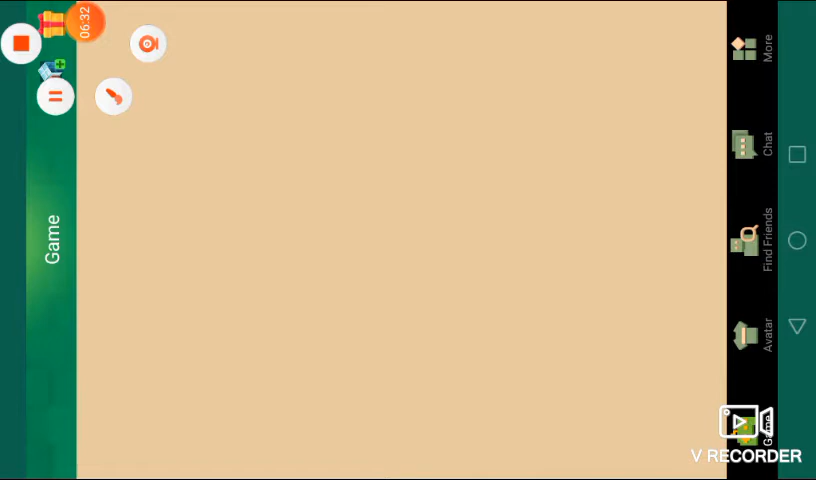 06:32
Game
More
Chat
Find Friends
Avatar
Game
V RECORDER